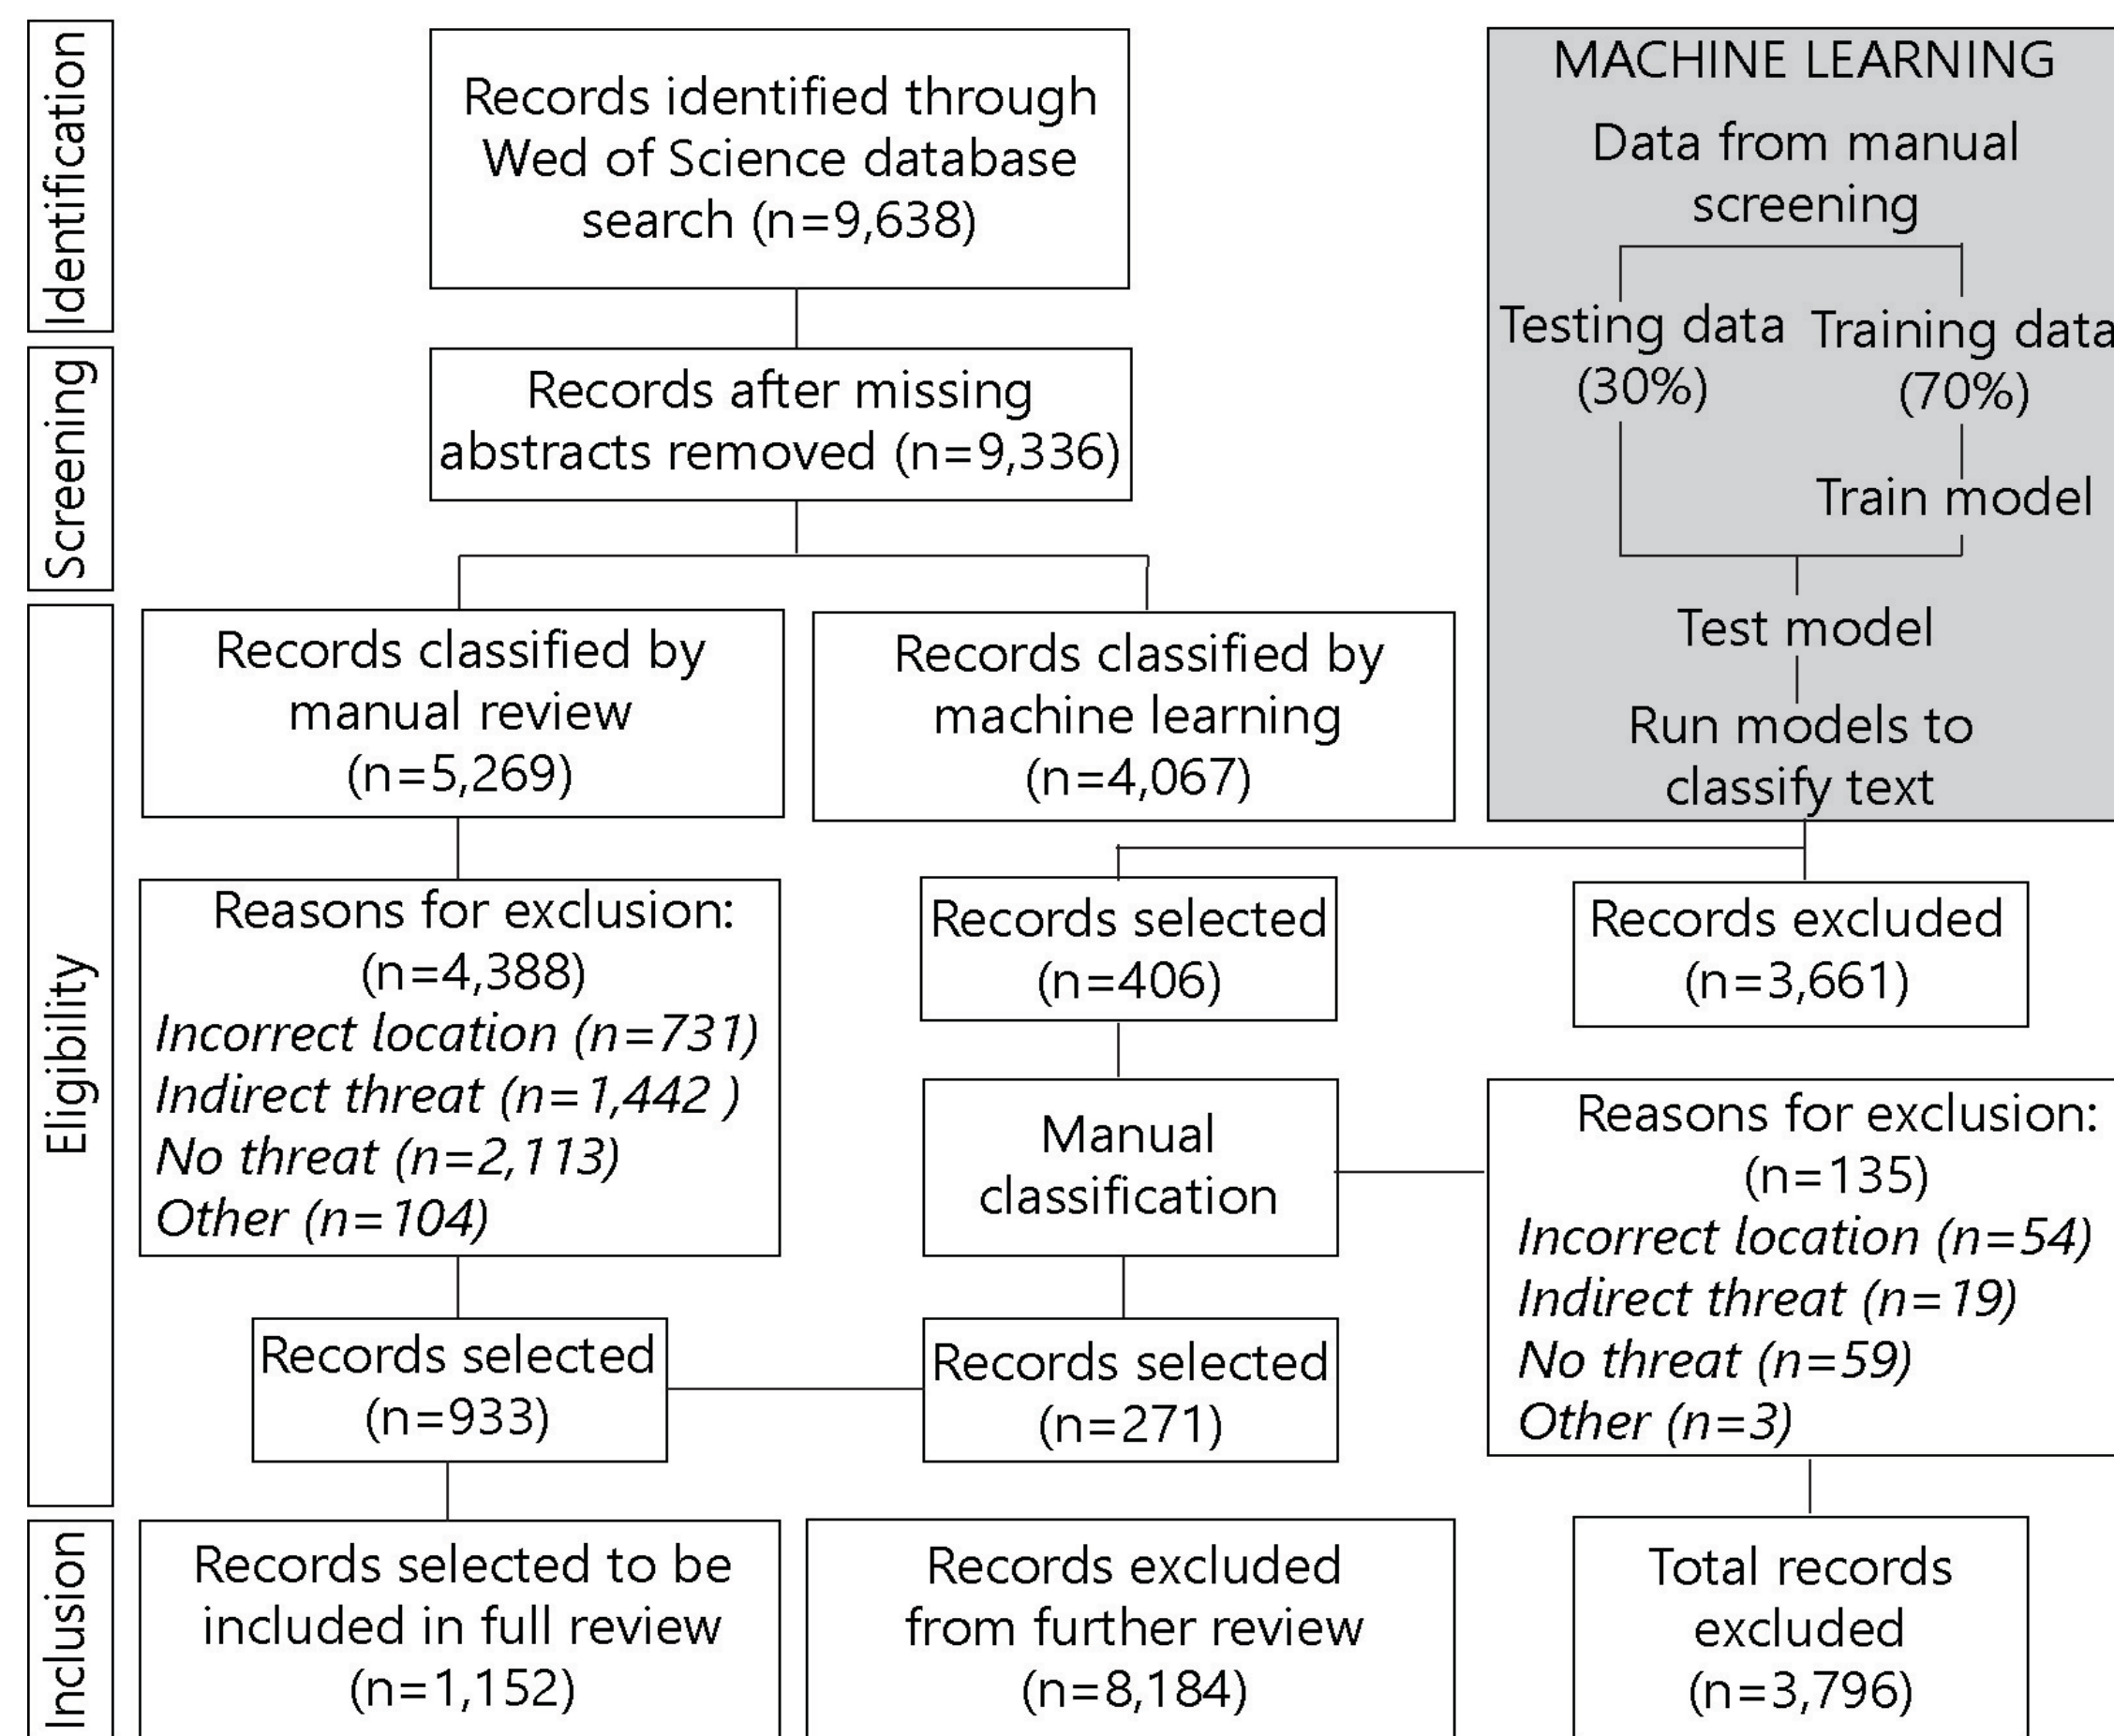 Identification
Records identified through
Wed of Science database
search (n=9,638)
MACHINE LEARNING
Data from manual
screening
Testing data
(30%)
Training data
(70%)
Train model
Test model
Run models to
classify text
Screening
Records after missing
abstracts removed (n=9,336)
Eligibility
Records classified by
manual review
(n=5,269)
Records classified by
machine learning
(n=4,067)
Reasons for exclusion:
(n=4,388)
Incorrect location (n=731)
Indirect threat (n=1,442 )
No threat (n=2,113)
Other (n=104)
Records selected
(n=406)
Records excluded
(n=3,661)
Manual
classification
Reasons for exclusion:
(n=135)
Incorrect location (n=54)
Indirect threat (n=19)
No threat (n=59)
Other (n=3)
Records selected
(n=933)
Records selected
(n=271)
Inclusion
Records selected to be
included in full review
(n=1,152)
Records excluded
from further review
(n=8,184)
Total records
excluded
(n=3,796)